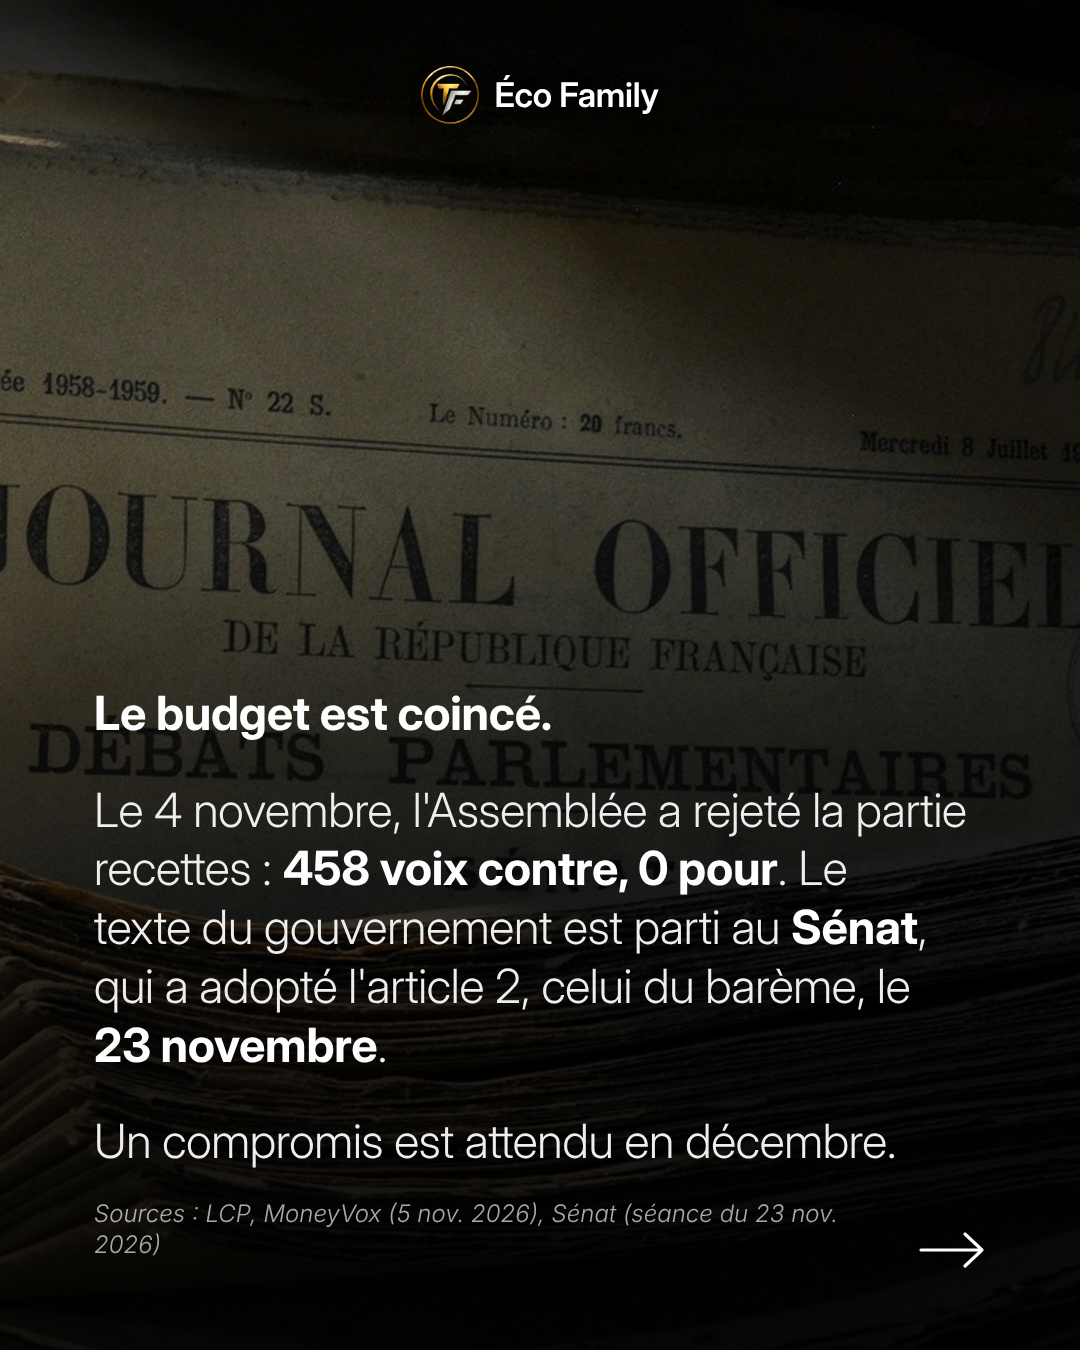 Éco Family
ée 1958-1959. — N° 22 S.
Le Numéro : 20 francs.
Mercredi 8 Juillet 19
JOURNAL OFFICIEL
DE LA RÉPUBLIQUE FRANÇAISE
Le budget est coincé.
DÉBATS PARLEMENTAIRES
Le 4 novembre, l'Assemblée a rejeté la partie
recettes : 458 voix contre, 0 pour. Le
texte du gouvernement est parti au Sénat,
qui a adopté l'article 2, celui du barème, le
23 novembre.
Un compromis est attendu en décembre.
Sources : LCP, MoneyVox (5 nov. 2026), Sénat (séance du 23 nov.
2026)